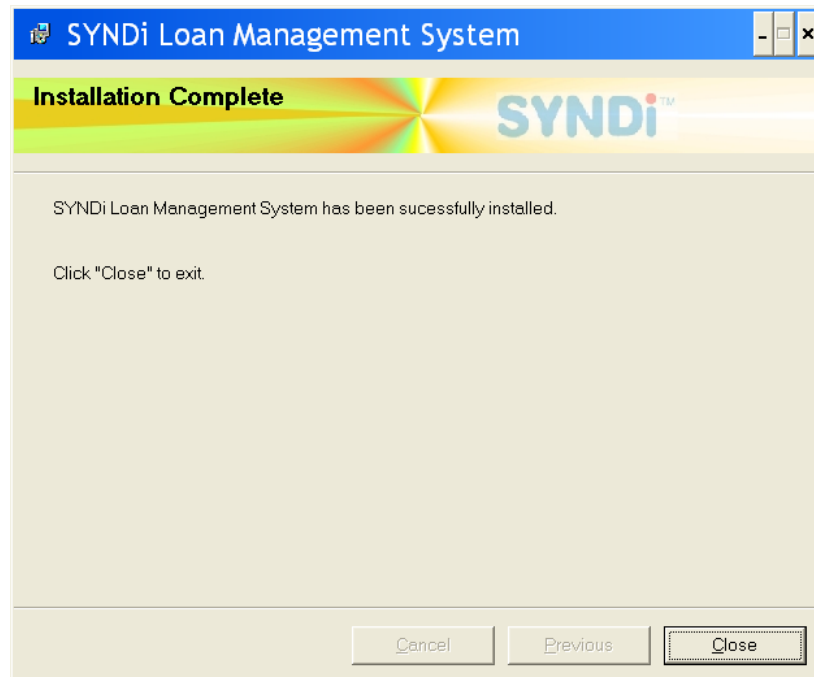 SYNDi Loan Management System
Installation Complete
SYNDi™
SYNDi Loan Management System has been sucessfully installed.
Click "Close" to exit.
Cancel
Previous
Close